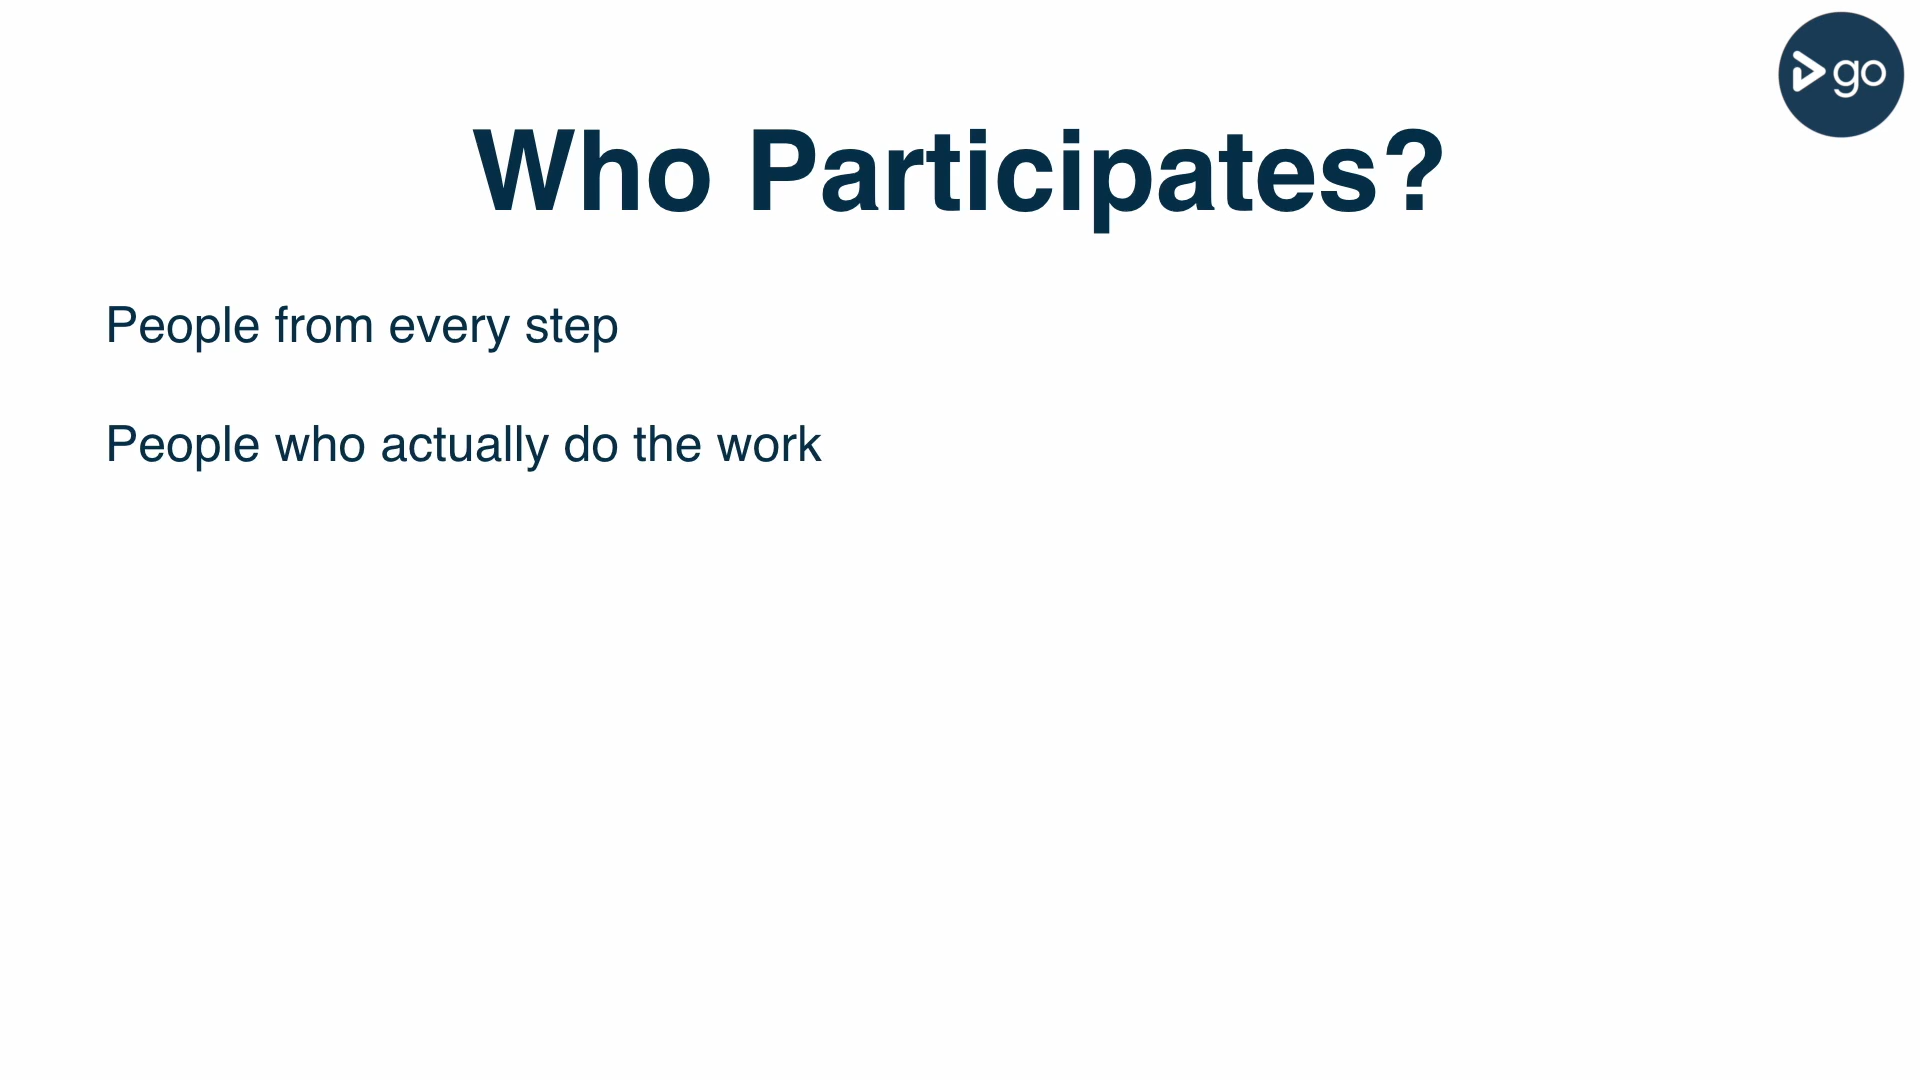 go
Who Participates?
People from every step
People who actually do the work